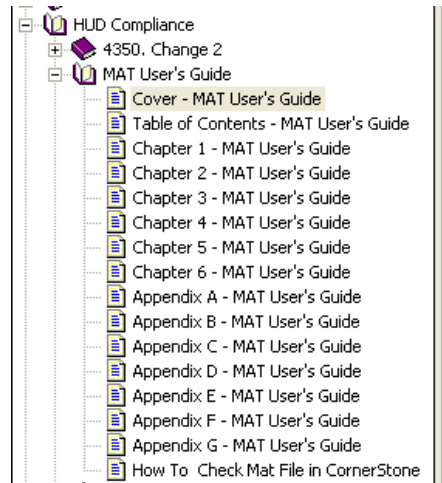 HUD Compliance
4350. Change 2
MAT User's Guide
Cover - MAT User's Guide
Table of Contents - MAT User's Guide
Chapter 1 - MAT User's Guide
Chapter 2 - MAT User's Guide
Chapter 3 - MAT User's Guide
Chapter 4 - MAT User's Guide
Chapter 5 - MAT User's Guide
Chapter 6 - MAT User's Guide
Appendix A - MAT User's Guide
Appendix B - MAT User's Guide
Appendix C - MAT User's Guide
Appendix D - MAT User's Guide
Appendix E - MAT User's Guide
Appendix F - MAT User's Guide
Appendix G - MAT User's Guide
How To  Check Mat File in CornerStone